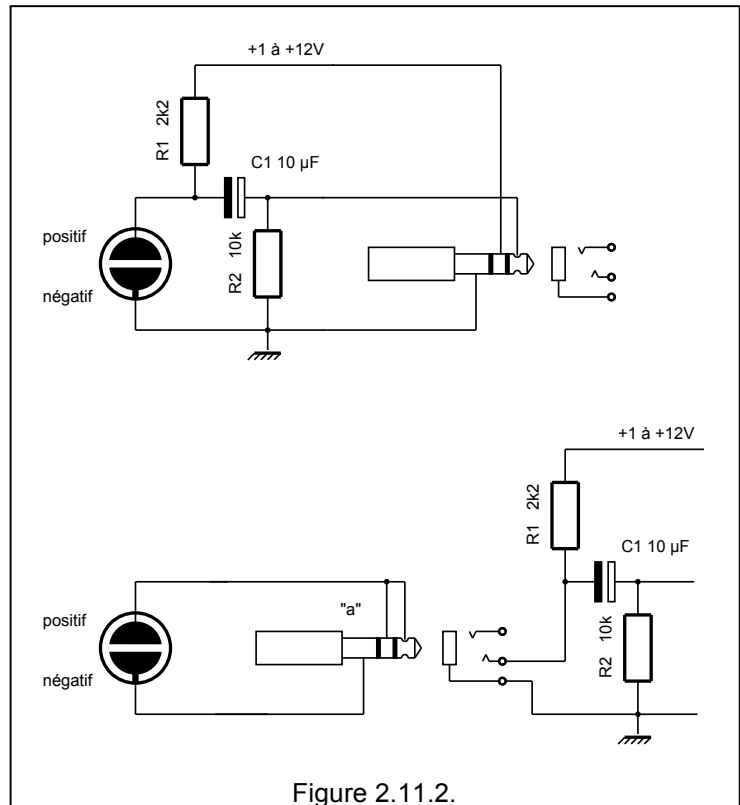 +1 à +12V
R1 2k2
C1 10 µF
positif
négatif
R2 10k
+1 à +12V
R1 2k2
C1 10 µF
"a"
positif
négatif
R2 10k
Figure 2.11.2.